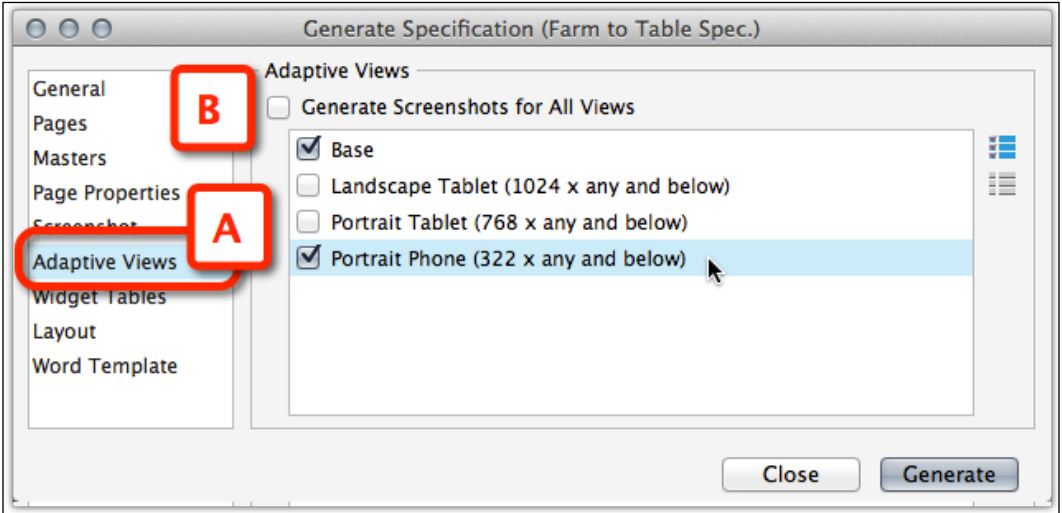 Generate Specification (Farm to Table Spec.)
General
Pages
Masters
Page Properties
Screenshot
Adaptive Views
Widget Tables
Layout
Word Template
B
A
Adaptive Views
Generate Screenshots for All Views
Base
Landscape Tablet (1024 x any and below)
Portrait Tablet (768 x any and below)
Portrait Phone (322 x any and below)
Close
Generate